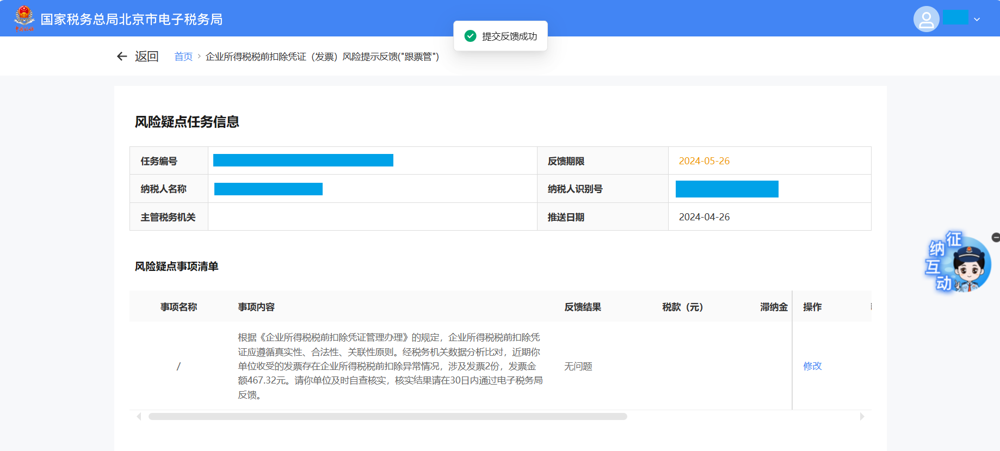 国家税务总局北京市电子税务局
提交反馈成功
返回 首页 > 企业所得税税前扣除凭证（发票）风险提示反馈("跟票管")
风险疑点任务信息
任务编号 反馈期限 2024-05-26
纳税人名称 纳税人识别号
主管税务机关 推送日期 2024-04-26
征纳互动
风险疑点事项清单
事项名称 事项内容 反馈结果 税款（元） 滞纳金 操作
根据《企业所得税税前扣除凭证管理办理》的规定，企业所得税税前扣除凭
证应遵循真实性、合法性、关联性原则。经税务机关数据分析比对，近期你
/ 单位收受的发票存在企业所得税税前扣除异常情况，涉及发票2份，发票金 无问题 修改
额467.32元。请你单位及时自查核实，核实结果请在30日内通过电子税务局
反馈。